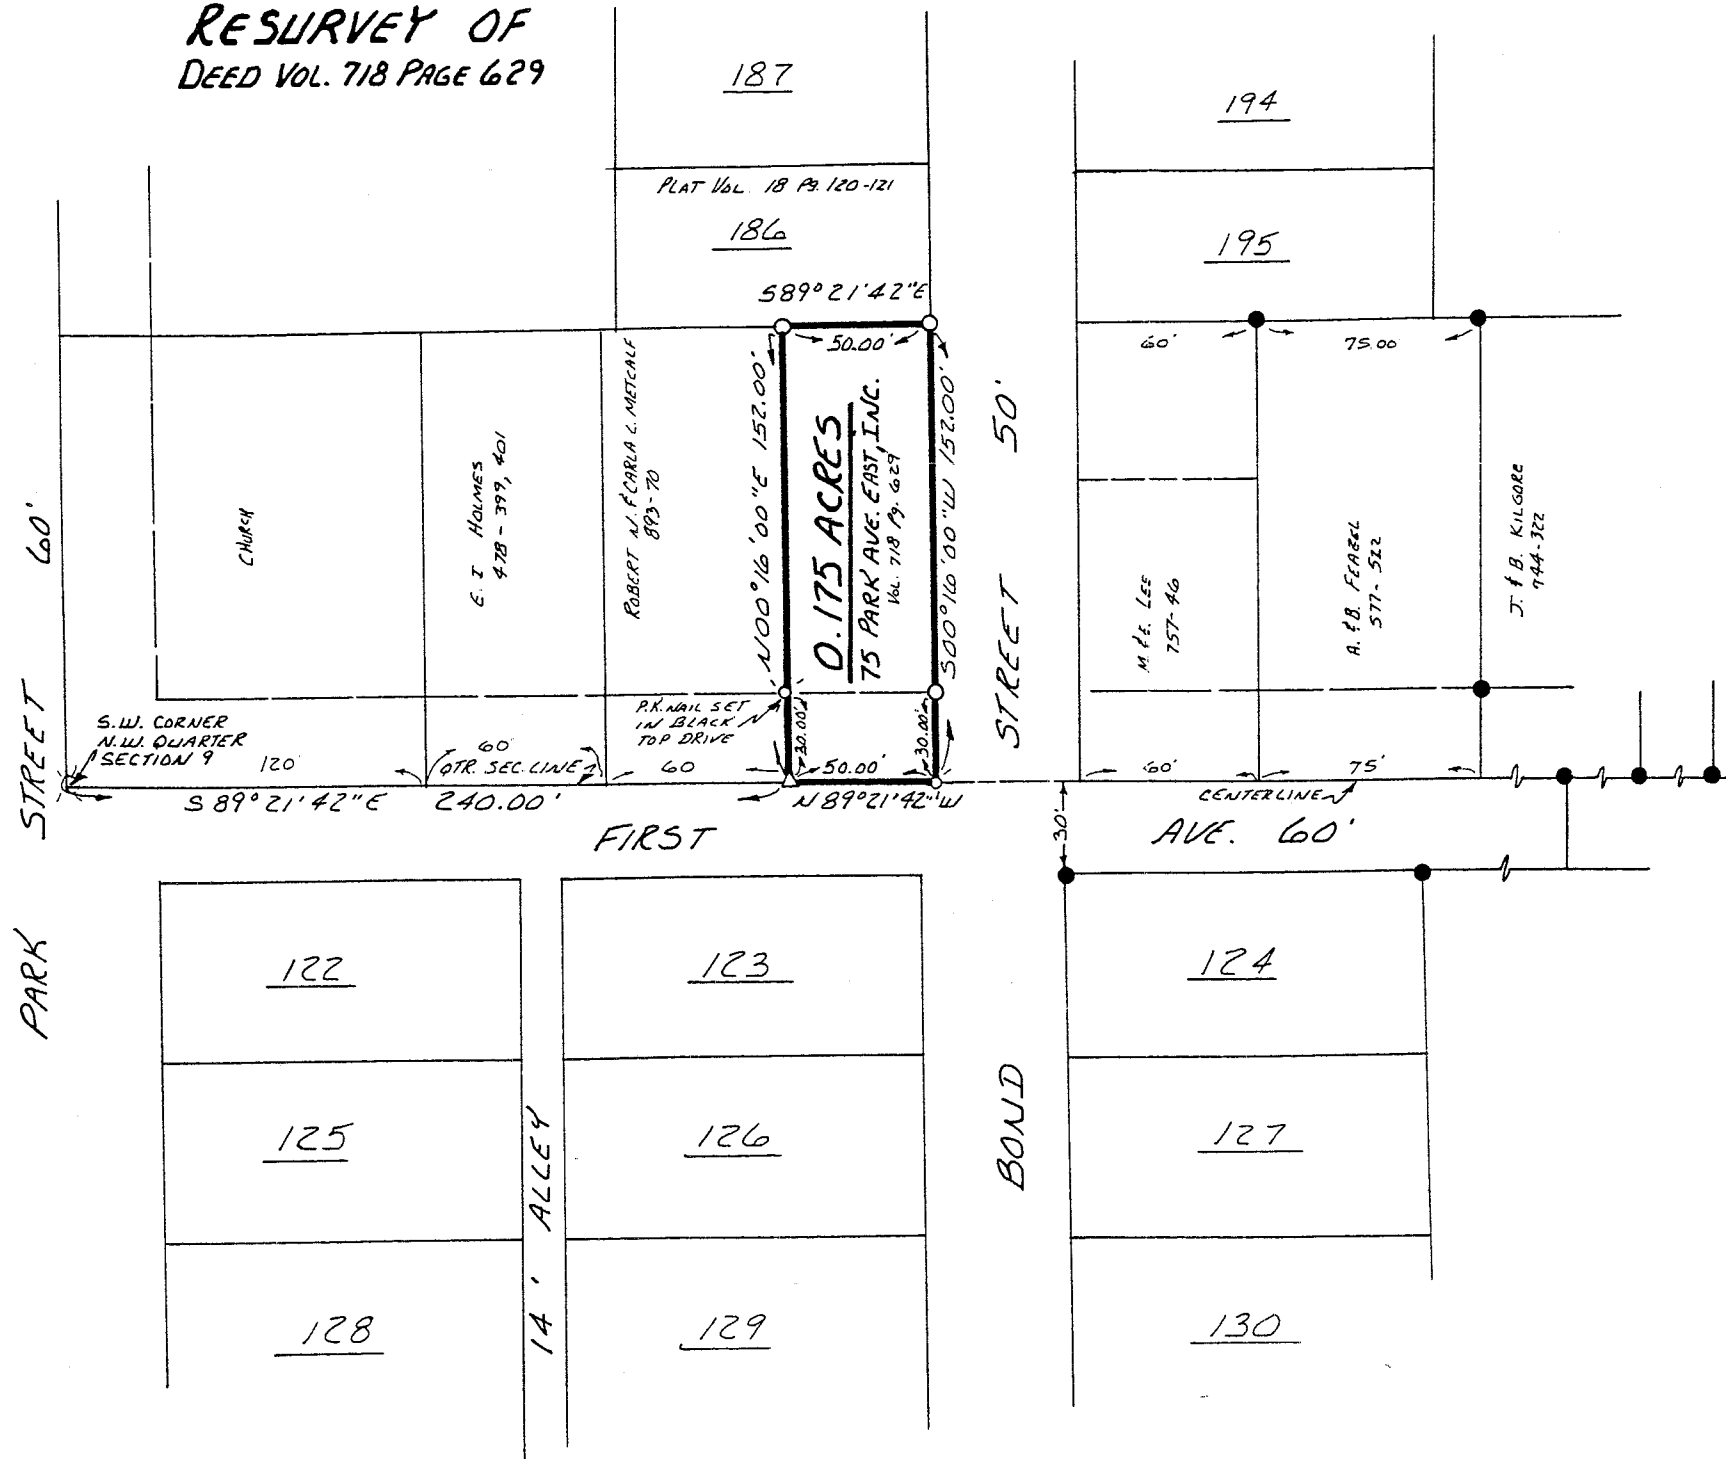 RESURVEY OF
DEED VOL. 718 PAGE 629
187
194
PLAT VOL. 18 Pg. 120-121
186
195
S89°21'42"E
50.00'
60'
75.00
N00°16'00"E 152.00'
S00°16'00"W 152.00'
0.175 ACRES
75 PARK AVE. EAST, INC.
VOL. 718 Pg. 629
CHURCH
E. I HOLMES
478-399, 401
ROBERT N. & CARLA L. METCALF
893-70
M & E. LEE
757-46
A. & B. FEAZEL
577-522
J. & B. KILGORE
744-322
STREET 50'
BOND
PARK STREET 60'
P.K. NAIL SET
IN BLACK
TOP DRIVE
30.00'
30.00'
S.W. CORNER
N.W. QUARTER
SECTION 9
120
60'
QTR. SEC. LINE
60
50.00'
60'
75'
S89°21'42"E 240.00'
N89°21'42"W
CENTERLINE
FIRST AVE. 60'
30'
122
123
124
125
126
127
14' ALLEY
128
129
130